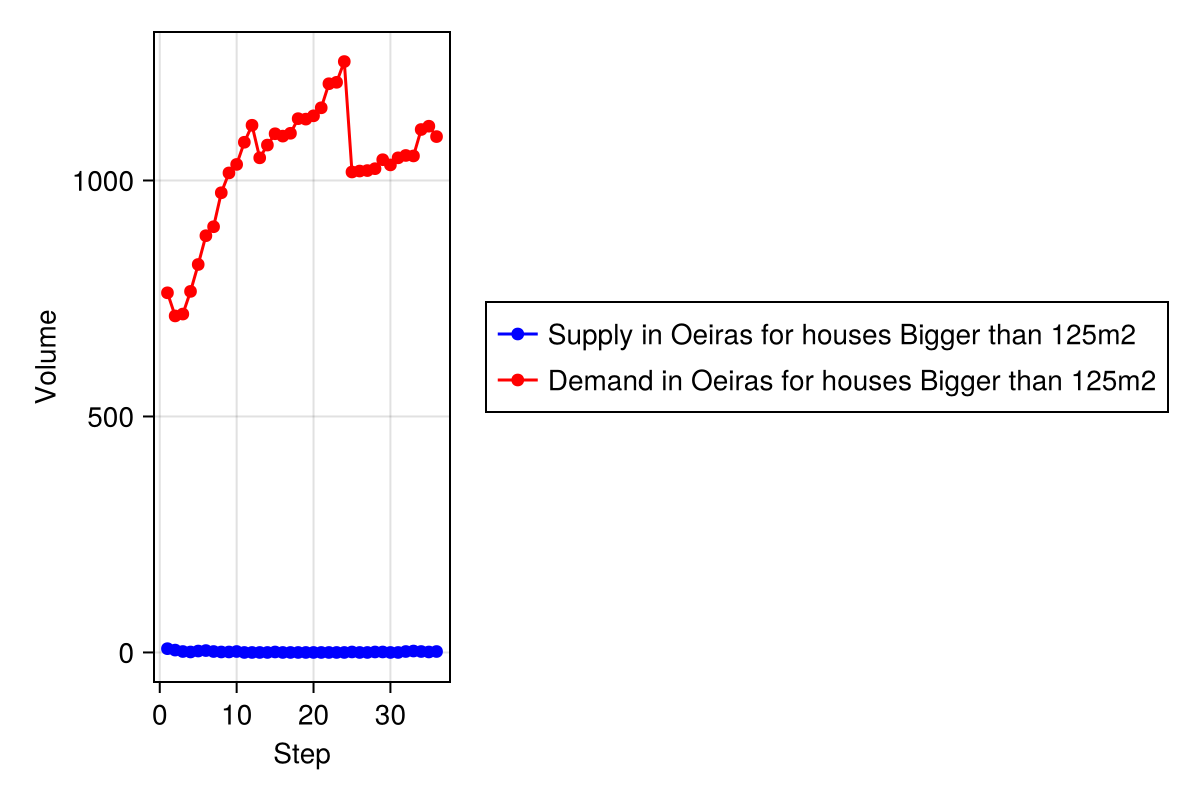 Volume
1000
500
0
0 10 20 30
Step
Supply in Oeiras for houses Bigger than 125m2
Demand in Oeiras for houses Bigger than 125m2